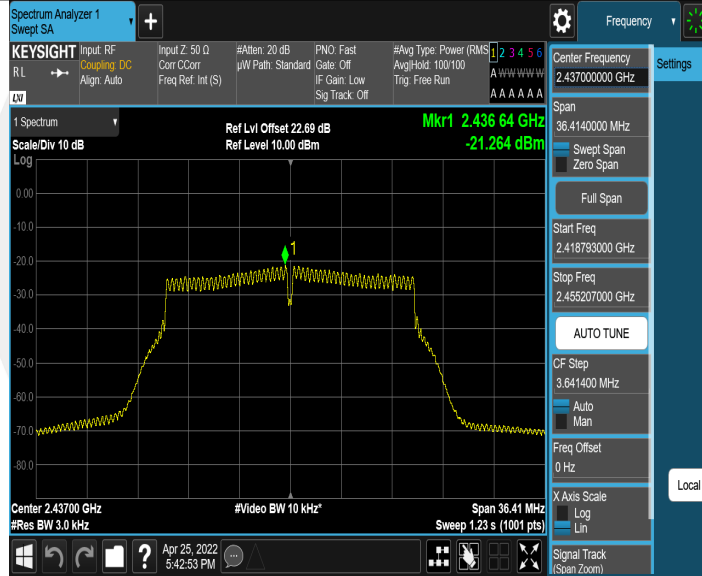 Spectrum Analyzer 1
Swept SA
+
Frequency
KEYSIGHT
RL
LXI
Input: RF
Coupling: DC
Align: Auto
Input Z: 50 Ω
Corr CCorr
Freq Ref: Int (S)
#Atten: 20 dB
µW Path: Standard
PNO: Fast
Gate: Off
IF Gain: Low
Sig Track: Off
#Avg Type: Power (RMS
Avg|Hold: 100/100
Trig: Free Run
1 2 3 4 5 6
A W W W W W
A A A A A A
1 Spectrum
Scale/Div 10 dB
Log
Ref Lvl Offset 22.69 dB
Ref Level 10.00 dBm
Mkr1 2.436 64 GHz
-21.264 dBm
1
0.00
-10.0
-20.0
-30.0
-40.0
-50.0
-60.0
-70.0
-80.0
Center 2.43700 GHz
#Res BW 3.0 kHz
#Video BW 10 kHz*
Span 36.41 MHz
Sweep 1.23 s (1001 pts)
Apr 25, 2022
5:42:53 PM
?
Center Frequency
2.437000000 GHz
Span
36.4140000 MHz
Swept Span
Zero Span
Full Span
Start Freq
2.418793000 GHz
Stop Freq
2.455207000 GHz
AUTO TUNE
CF Step
3.641400 MHz
Auto
Man
Freq Offset
0 Hz
X Axis Scale
Log
Lin
Signal Track
(Span Zoom)
Settings
Local